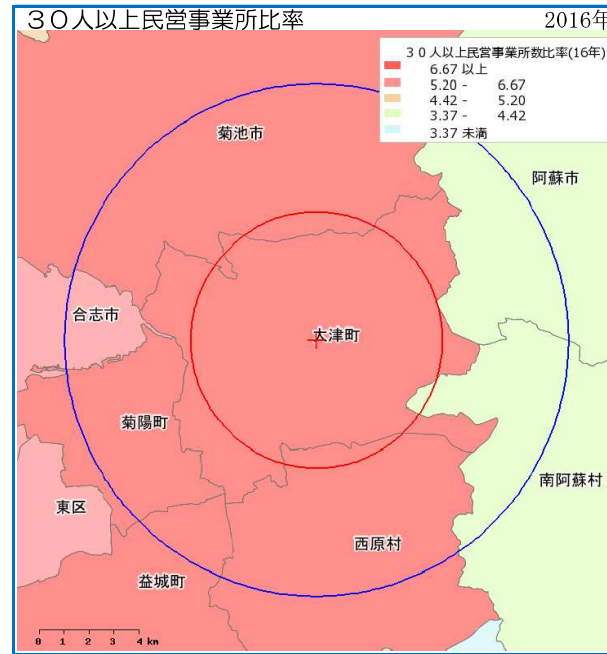 ３０人以上民営事業所比率
2016年
３０人以上民営事業所数比率(16年)
6.67 以上
5.20 - 6.67
4.42 - 5.20
3.37 - 4.42
3.37 未満
菊池市
阿蘇市
合志市
大津町
菊陽町
南阿蘇村
東区
西原村
益城町
0 1 2 3 4 km